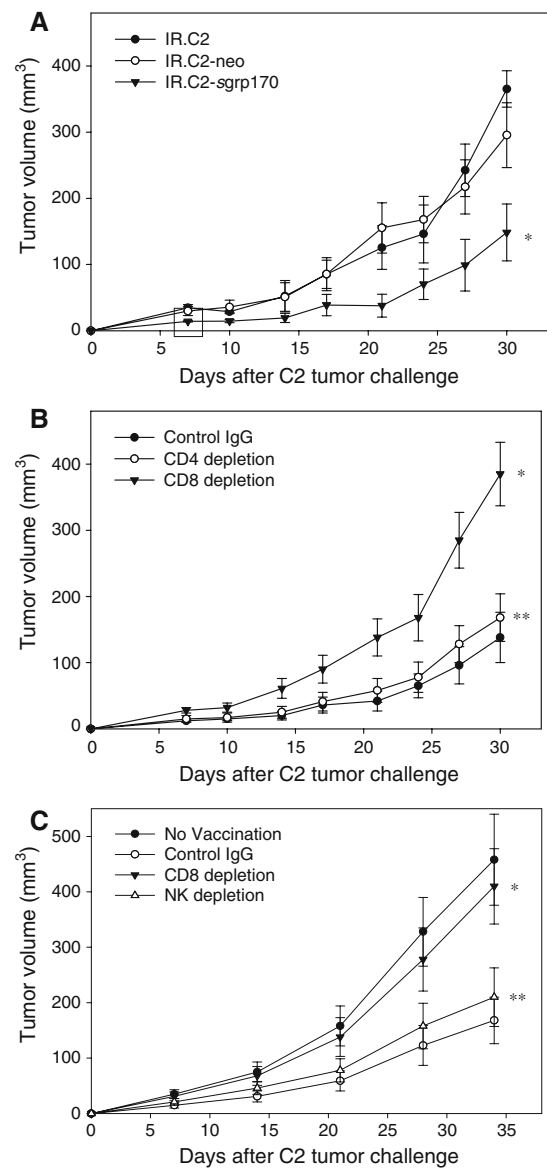 A
IR.C2
IR.C2-neo
IR.C2-sgrp170
Tumor volume (mm³)
400
300
200
100
0
*
0 5 10 15 20 25 30
Days after C2 tumor challenge
B
Control IgG
CD4 depletion
CD8 depletion
Tumor volume (mm³)
400
300
200
100
0
*
**
0 5 10 15 20 25 30
Days after C2 tumor challenge
C
No Vaccination
Control IgG
CD8 depletion
NK depletion
Tumor volume (mm³)
500
400
300
200
100
0
*
**
0 5 10 15 20 25 30 35
Days after C2 tumor challenge